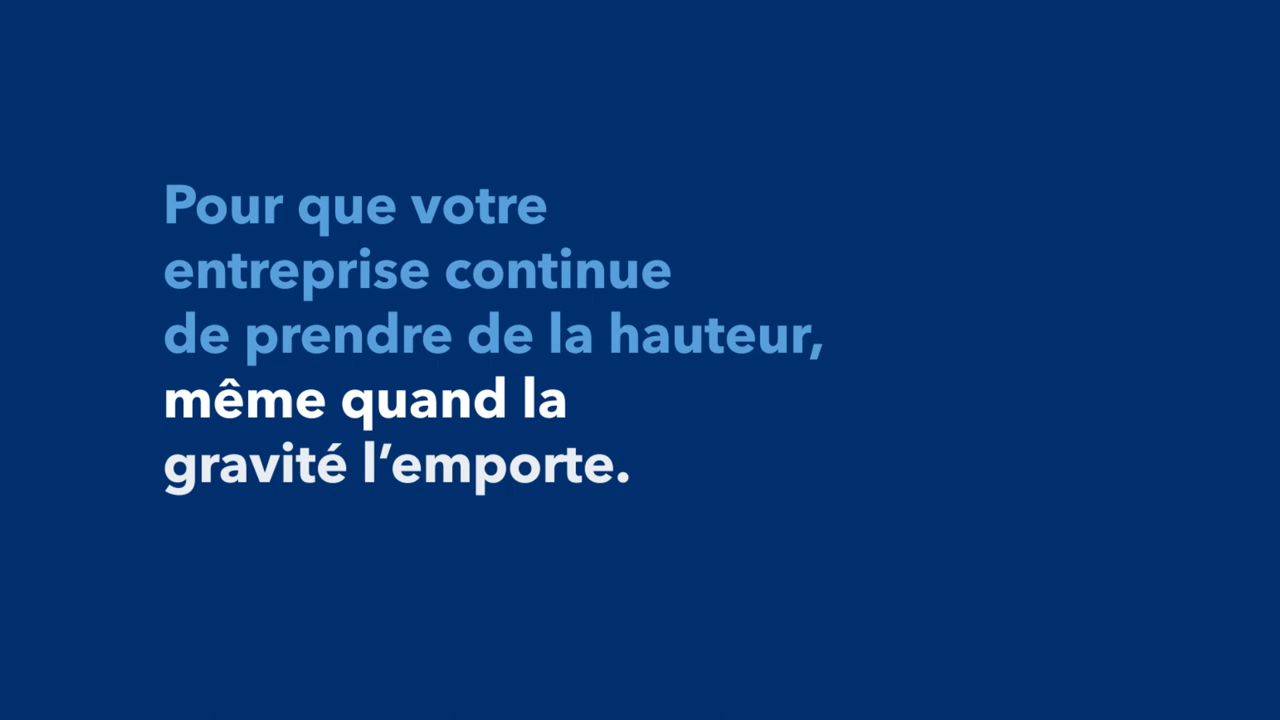 Pour que votre
entreprise continue
de prendre de la hauteur,
même quand la
gravité l’emporte.